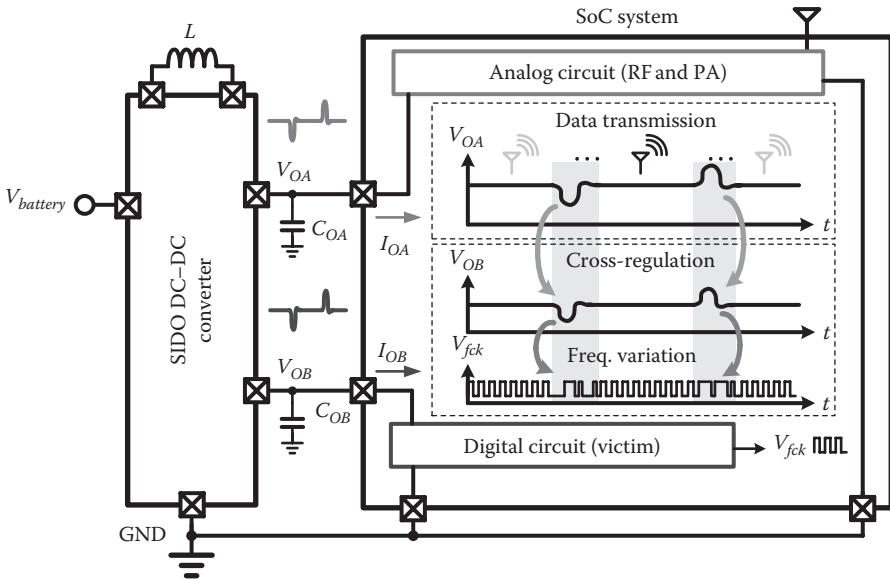 SoC system
L
Analog circuit (RF and PA)
Data transmission
V_OA
...
...
t
V_OA
V_battery
C_OA
I_OA
SIDO DC–DC
converter
Cross-regulation
V_OB
t
Freq. variation
V_fck
t
V_OB
I_OB
C_OB
Digital circuit (victim)
V_fck
GND